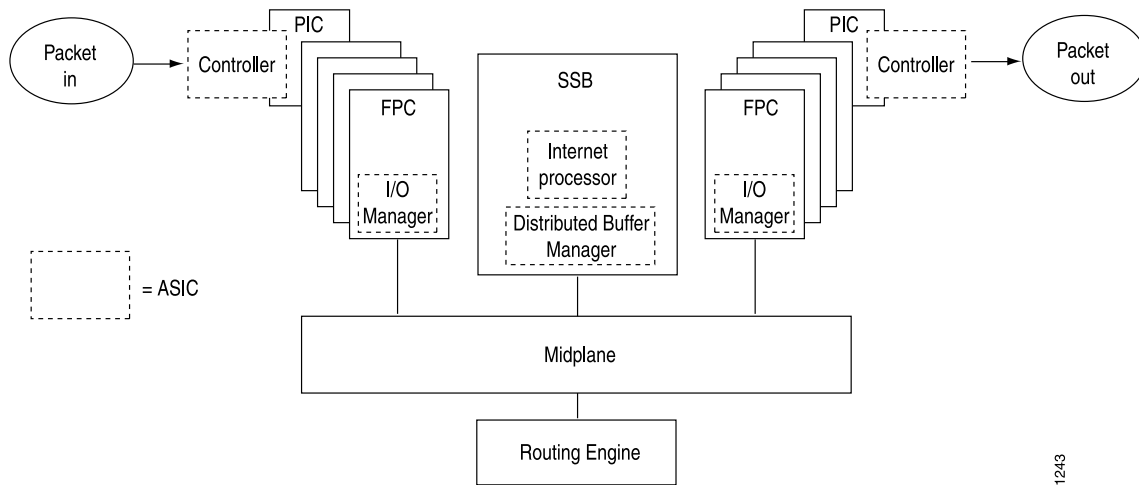 Packet
in
Controller
PIC
FPC
I/O
Manager
SSB
Internet
processor
Distributed Buffer
Manager
PIC
Controller
FPC
I/O
Manager
Packet
out
= ASIC
Midplane
Routing Engine
1243